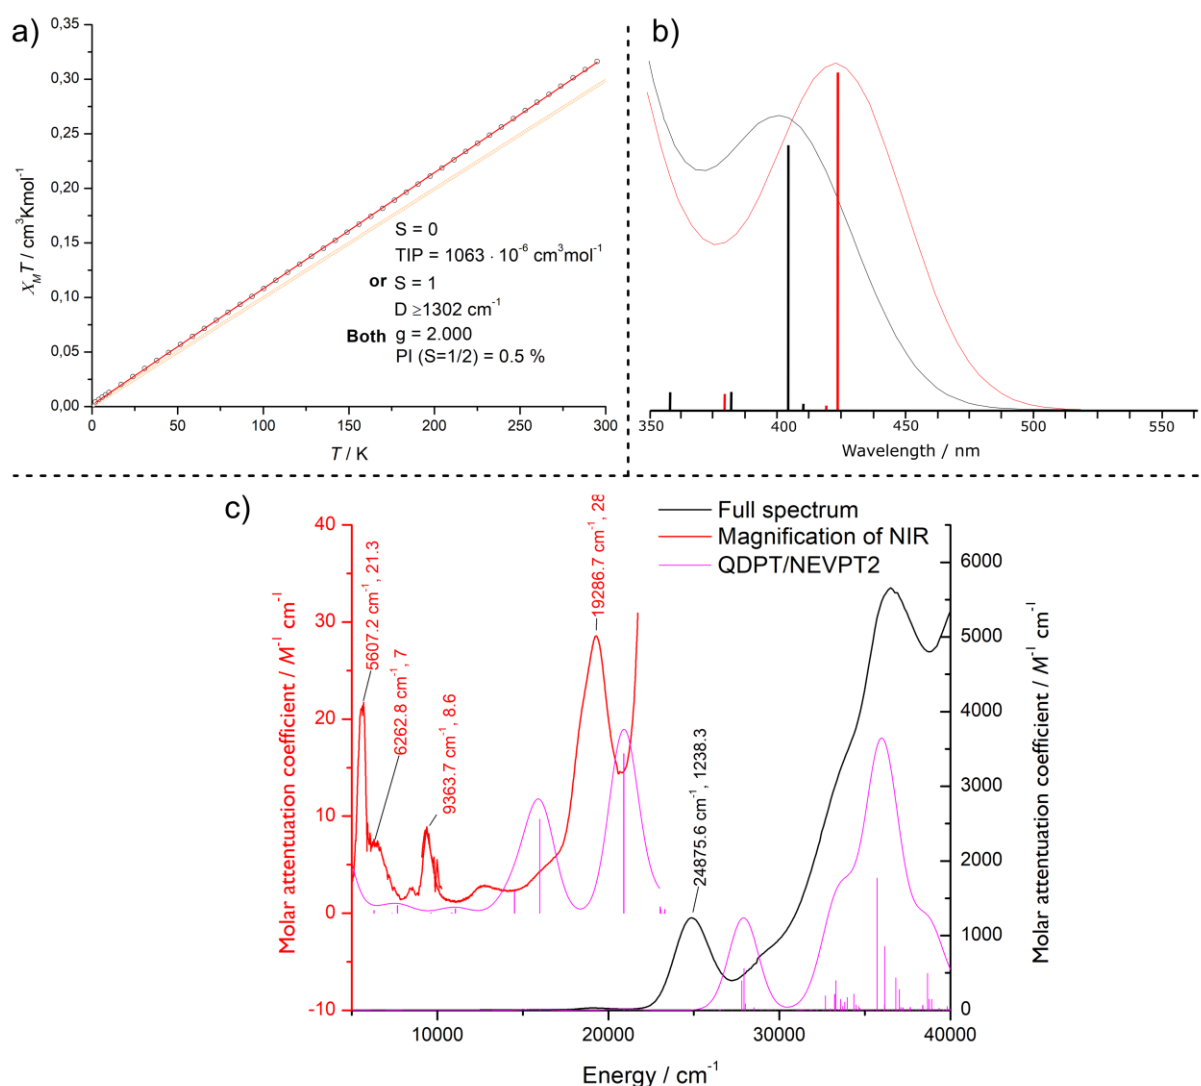 a)
0,35
0,30
0,25
0,20
0,15
0,10
0,05
0,00
χMT / cm³Kmol⁻¹
S = 0
TIP = 1063 · 10⁻⁶ cm³mol⁻¹
or S = 1
D ≥1302 cm⁻¹
Both g = 2.000
PI (S=1/2) = 0.5 %
0 50 100 150 200 250 300
T / K
b)
350 400 450 500 550
Wavelength / nm
c)
Full spectrum
Magnification of NIR
QDPT/NEVPT2
40
30
20
10
0
-10
Molar attentuation coefficient / M⁻¹ cm⁻¹
5607.2 cm⁻¹, 21.3
6262.8 cm⁻¹, 7
9363.7 cm⁻¹, 8.6
19286.7 cm⁻¹, 28
24875.6 cm⁻¹, 1238.3
6000
5000
4000
3000
2000
1000
0
Molar attentuation coefficient / M⁻¹ cm⁻¹
10000 20000 30000 40000
Energy / cm⁻¹